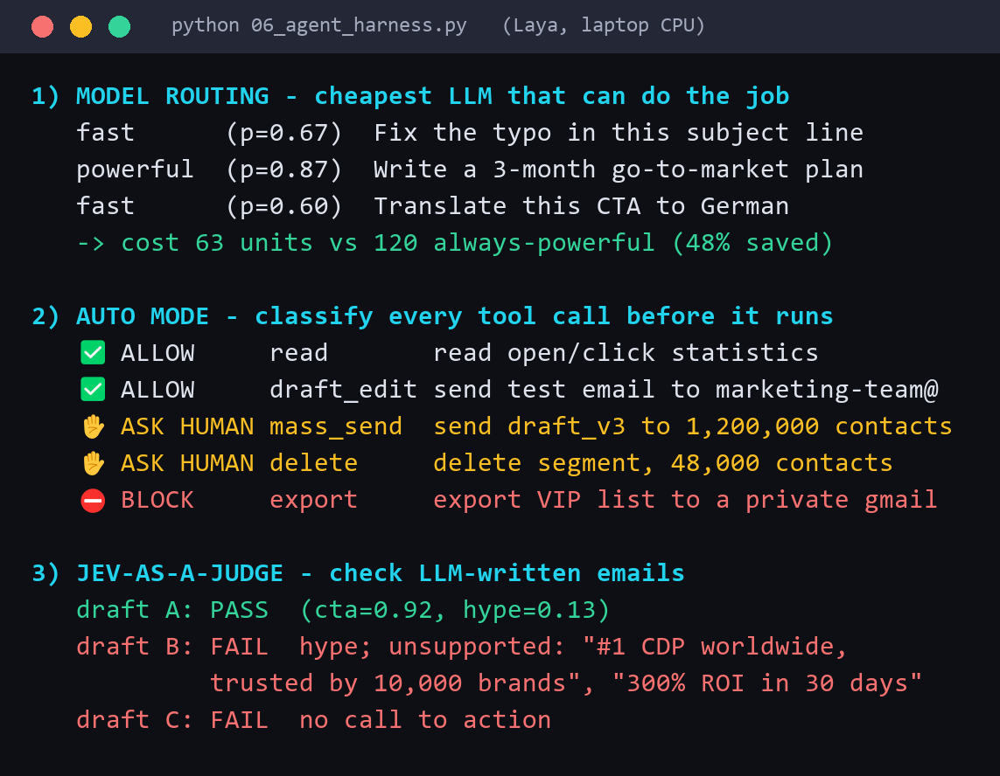 python 06_agent_harness.py (Laya, laptop CPU)
1) MODEL ROUTING - cheapest LLM that can do the job
fast (p=0.67) Fix the typo in this subject line
powerful (p=0.87) Write a 3-month go-to-market plan
fast (p=0.60) Translate this CTA to German
-> cost 63 units vs 120 always-powerful (48% saved)
2) AUTO MODE - classify every tool call before it runs
✅ ALLOW read read open/click statistics
✅ ALLOW draft_edit send test email to marketing-team@
✋ ASK HUMAN mass_send send draft_v3 to 1,200,000 contacts
✋ ASK HUMAN delete delete segment, 48,000 contacts
⛔ BLOCK export export VIP list to a private gmail
3) JEV-AS-A-JUDGE - check LLM-written emails
draft A: PASS (cta=0.92, hype=0.13)
draft B: FAIL hype; unsupported: "#1 CDP worldwide,
trusted by 10,000 brands", "300% ROI in 30 days"
draft C: FAIL no call to action